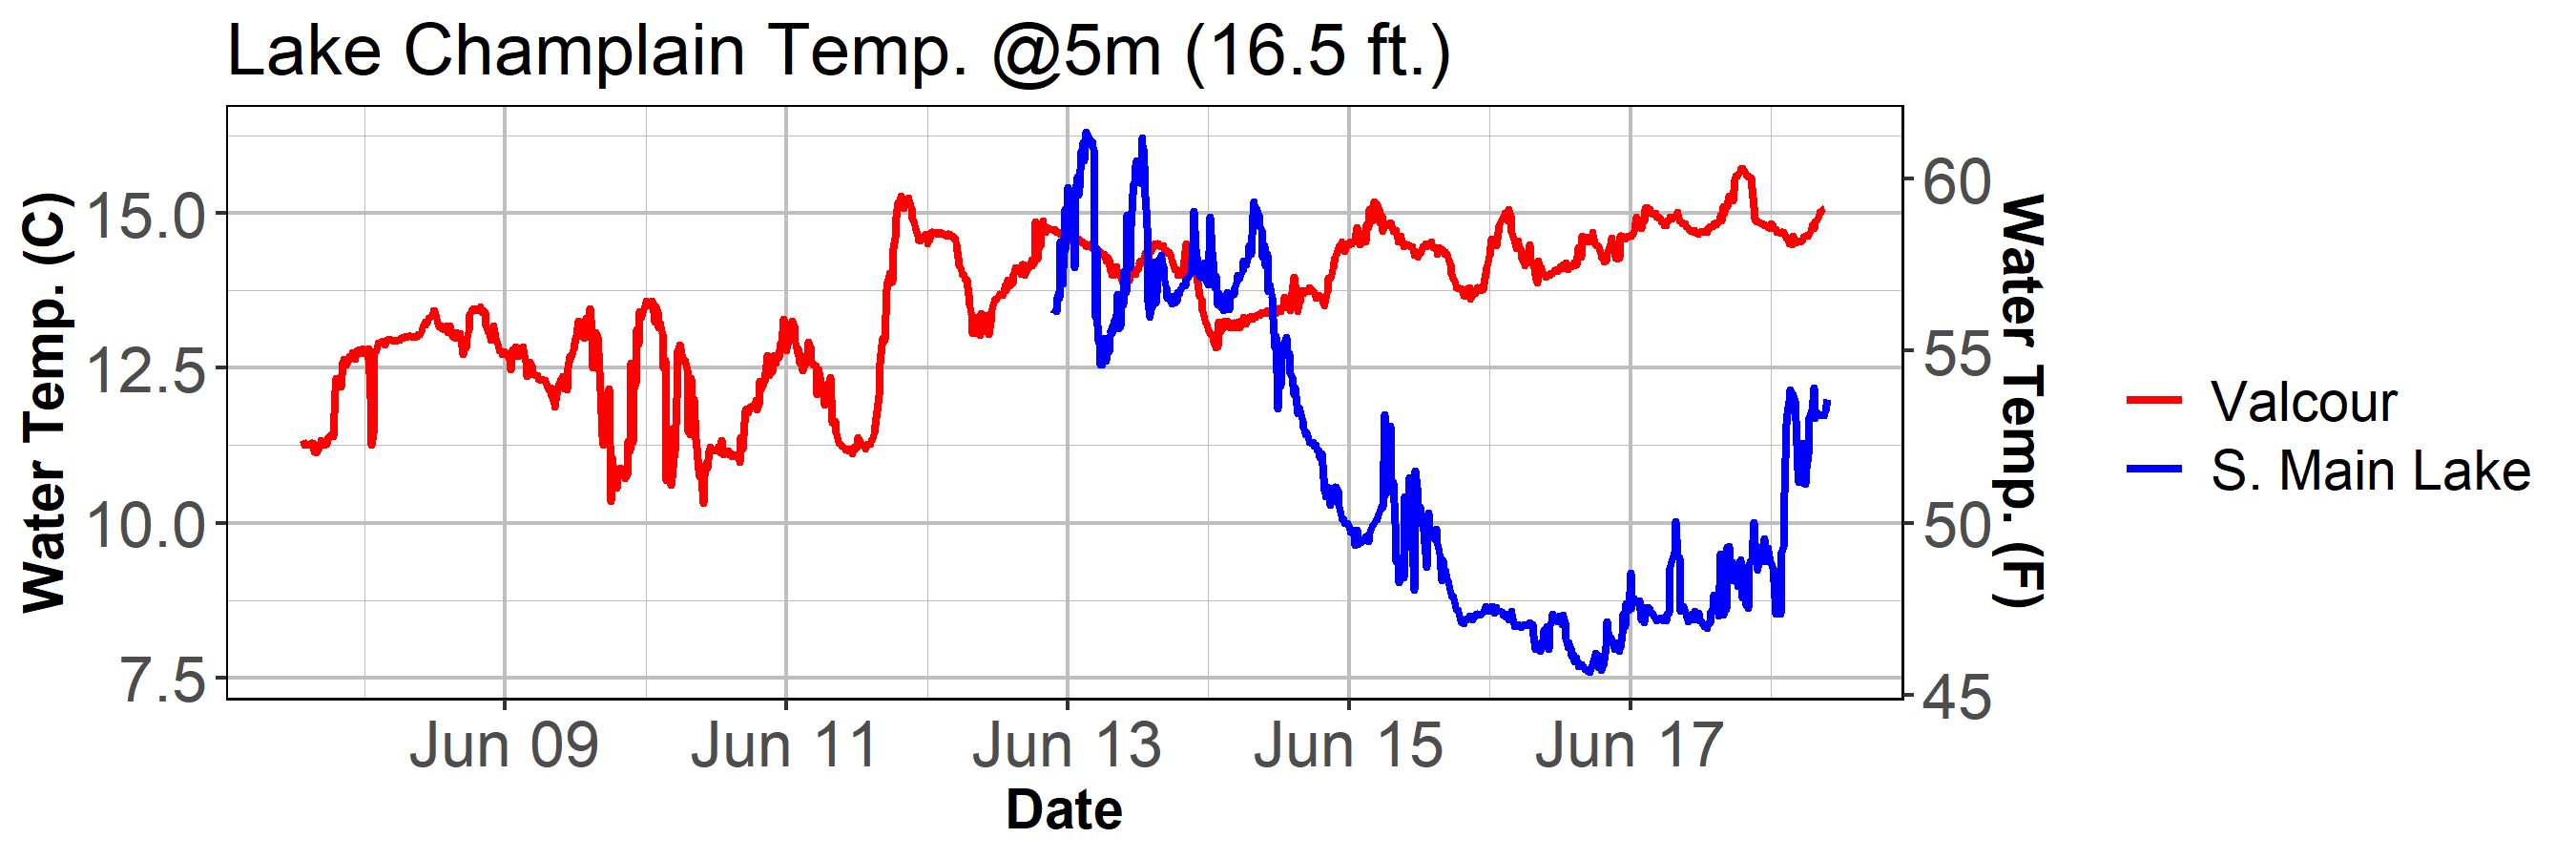 Lake Champlain Temp. @5m (16.5 ft.)
Water Temp. (C)
15.0
12.5
10.0
7.5
60
55
50
45
Water Temp. (F)
Jun 09
Jun 11
Jun 13
Jun 15
Jun 17
Date
Valcour
S. Main Lake